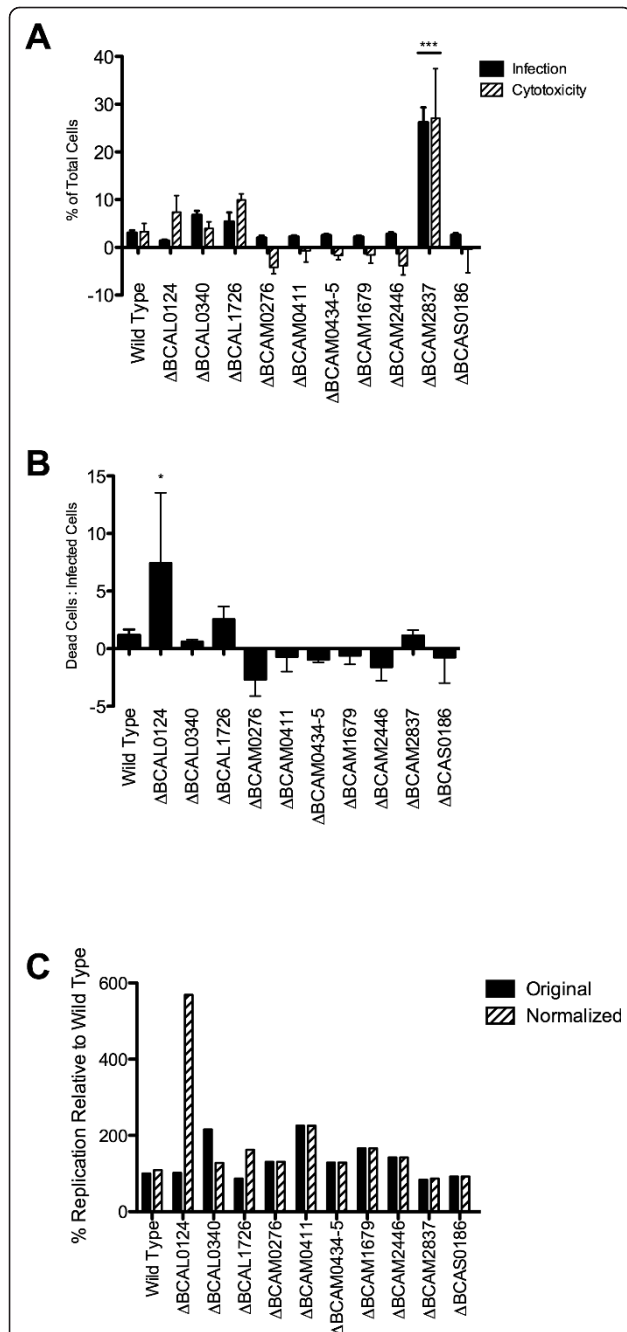 A
***
Infection
Cytotoxicity
% of Total Cells
40
30
20
10
0
-10
Wild Type
ΔBCAL0124
ΔBCAL0340
ΔBCAL1726
ΔBCAM0276
ΔBCAM0411
ΔBCAM0434-5
ΔBCAM1679
ΔBCAM2446
ΔBCAM2837
ΔBCAS0186
B
*
Dead Cells : Infected Cells
15
10
5
0
-5
Wild Type
ΔBCAL0124
ΔBCAL0340
ΔBCAL1726
ΔBCAM0276
ΔBCAM0411
ΔBCAM0434-5
ΔBCAM1679
ΔBCAM2446
ΔBCAM2837
ΔBCAS0186
C
Original
Normalized
% Replication Relative to Wild Type
600
400
200
0
Wild Type
ΔBCAL0124
ΔBCAL0340
ΔBCAL1726
ΔBCAM0276
ΔBCAM0411
ΔBCAM0434-5
ΔBCAM1679
ΔBCAM2446
ΔBCAM2837
ΔBCAS0186